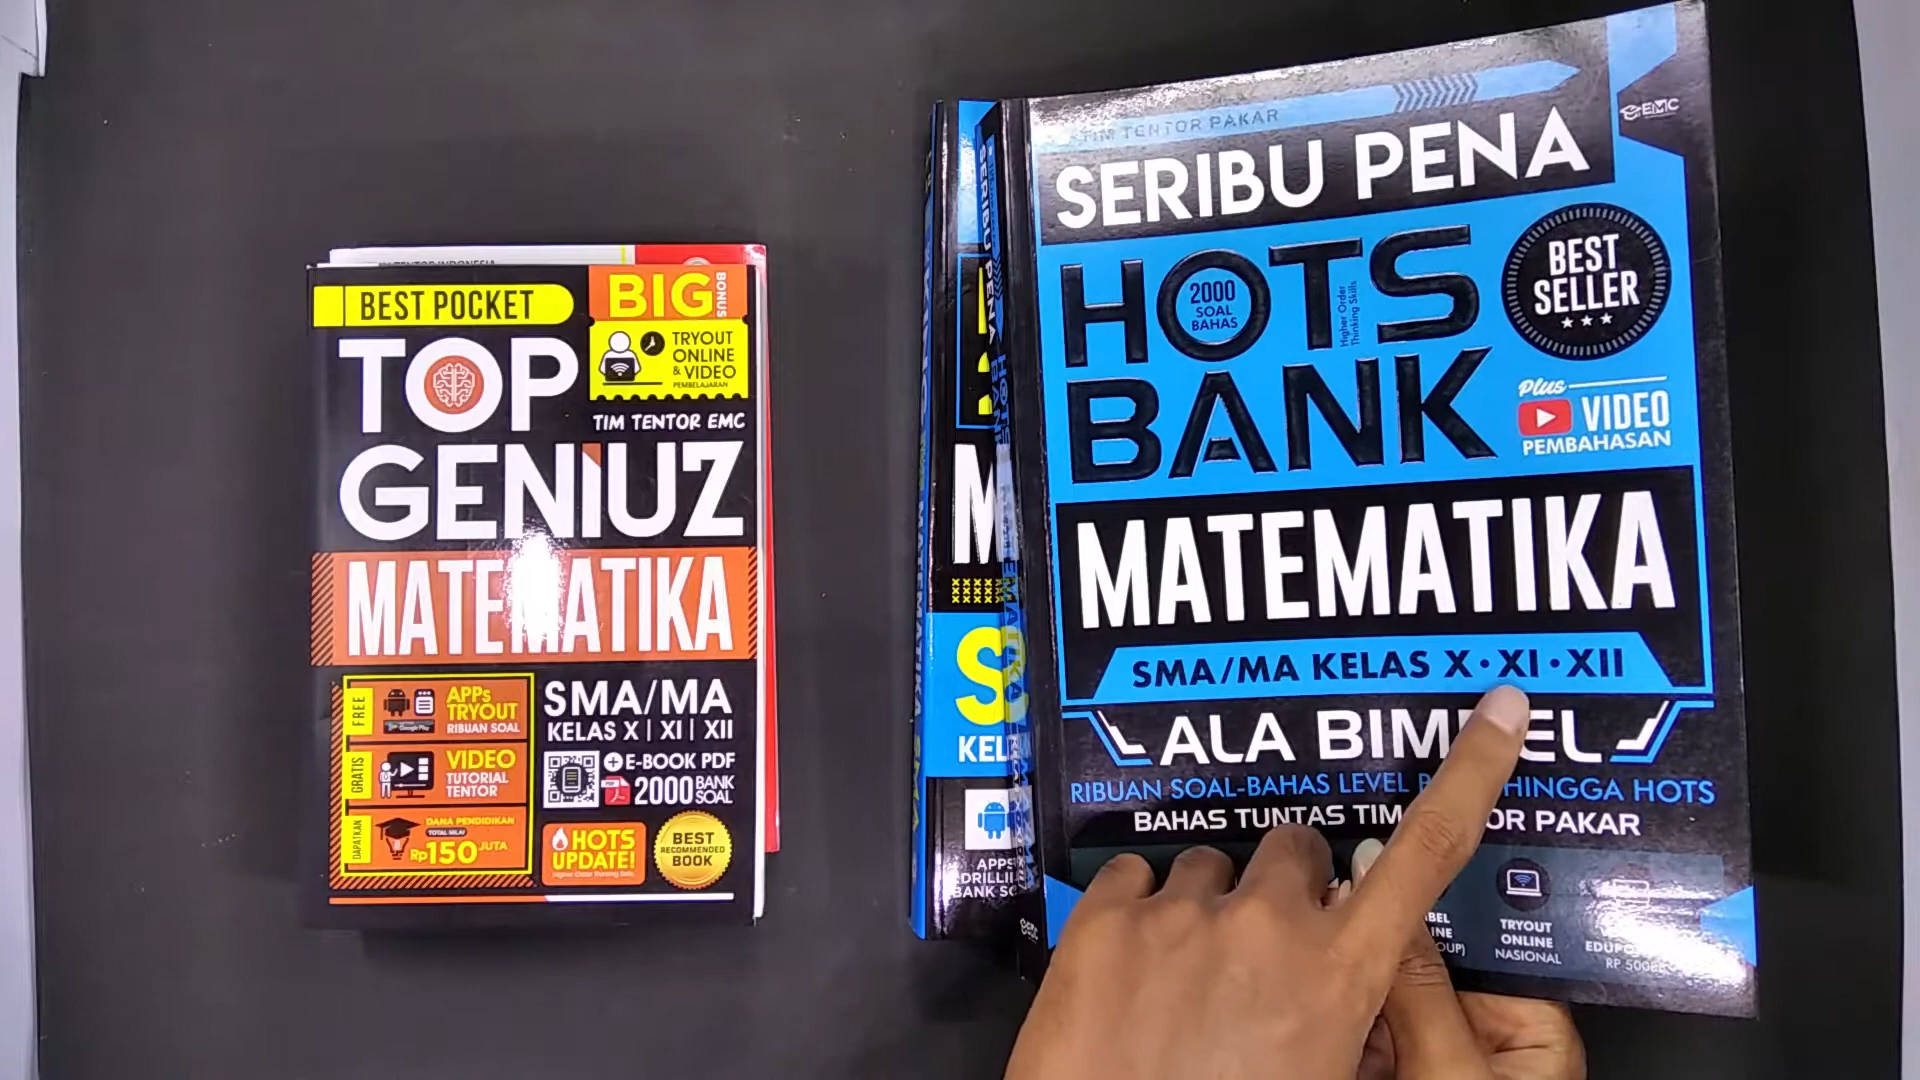 BEST POCKET
BIG
BONUS
TRYOUT
ONLINE
& VIDEO
PEMBELAJARAN
TOP
TIM TENTOR EMC
GENIUZ
MATEMATIKA
FREE
APPs
TRYOUT
RIBUAN SOAL
GRATIS
VIDEO
TUTORIAL
TENTOR
DAPATKAN
DANA PENDIDIKAN
TOTAL NILAI
Rp150 JUTA
SMA/MA
KELAS X | XI | XII
+E-BOOK PDF
2000 BANK
SOAL
HOTS
UPDATE!
BEST
RECOMMENDED
BOOK
TIM TENTOR PAKAR
EMC
SERIBU PENA
HOTS
2000
SOAL
BAHAS
Higher Order
Thinking Skills
BEST
SELLER
BANK
Plus
VIDEO
PEMBAHASAN
MATEMATIKA
SMA/MA KELAS X • XI • XII
ALA
RIBUAN SOAL-BAHAS LEVEL HINGGA HOTS
BAHAS TUNTAS TIM PAKAR
TRYOUT
ONLINE
NASIONAL
SERIBU PENA